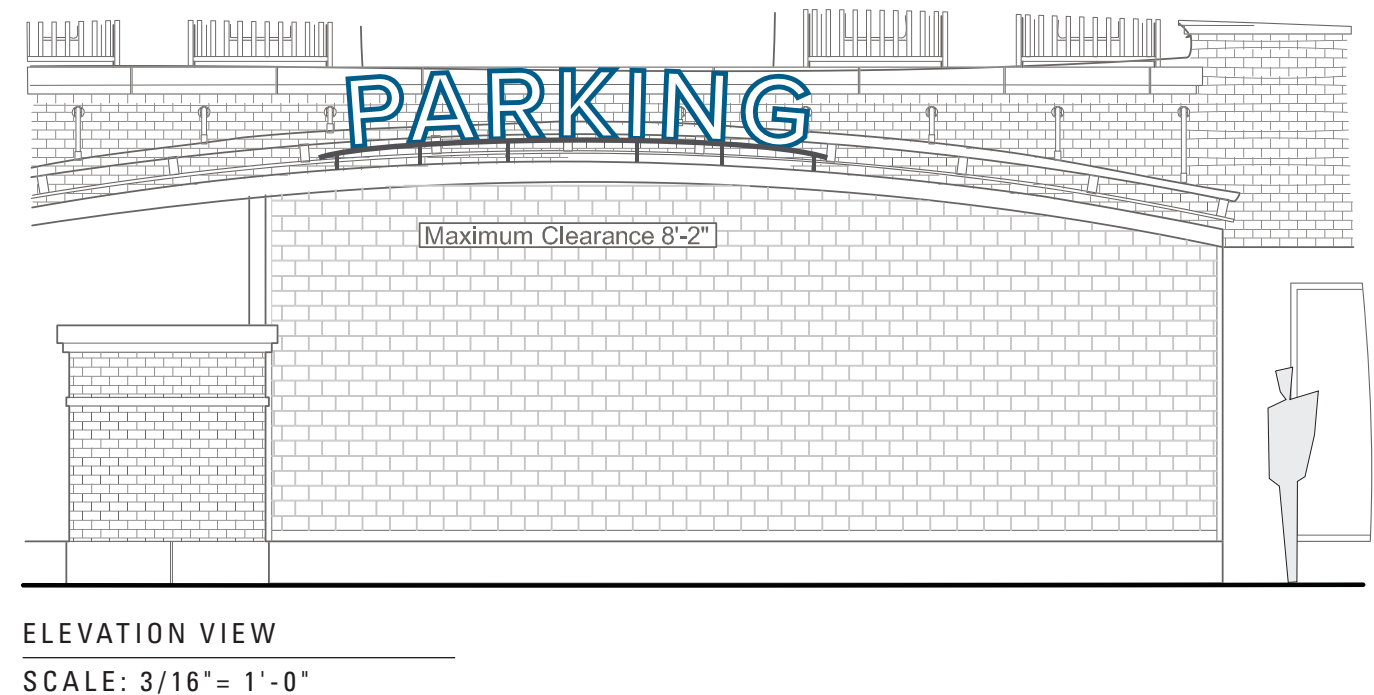 PARKING
Maximum Clearance 8'-2"
ELEVATION VIEW
SCALE: 3/16"= 1'-0"